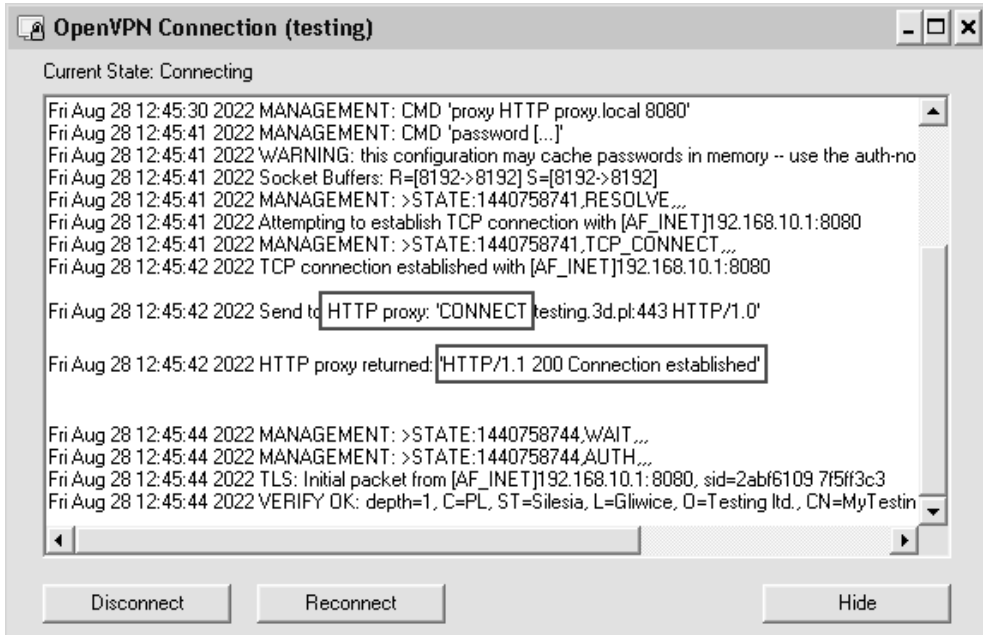 OpenVPN Connection (testing)
Current State: Connecting
Fri Aug 28 12:45:30 2022 MANAGEMENT: CMD 'proxy HTTP proxy.local 8080'
Fri Aug 28 12:45:41 2022 MANAGEMENT: CMD 'password [...]'
Fri Aug 28 12:45:41 2022 WARNING: this configuration may cache passwords in memory -- use the auth-no
Fri Aug 28 12:45:41 2022 Socket Buffers: R=[8192->8192] S=[8192->8192]
Fri Aug 28 12:45:41 2022 MANAGEMENT: >STATE:1440758741,RESOLVE,,,
Fri Aug 28 12:45:41 2022 Attempting to establish TCP connection with [AF_INET]192.168.10.1:8080
Fri Aug 28 12:45:41 2022 MANAGEMENT: >STATE:1440758741,TCP_CONNECT,,,
Fri Aug 28 12:45:42 2022 TCP connection established with [AF_INET]192.168.10.1:8080
Fri Aug 28 12:45:42 2022 Send to HTTP proxy: 'CONNECT testing.3d.pl:443 HTTP/1.0'
Fri Aug 28 12:45:42 2022 HTTP proxy returned: 'HTTP/1.1 200 Connection established'
Fri Aug 28 12:45:44 2022 MANAGEMENT: >STATE:1440758744,WAIT,,,
Fri Aug 28 12:45:44 2022 MANAGEMENT: >STATE:1440758744,AUTH,,,
Fri Aug 28 12:45:44 2022 TLS: Initial packet from [AF_INET]192.168.10.1:8080, sid=2abf6109 7f5ff3c3
Fri Aug 28 12:45:44 2022 VERIFY OK: depth=1, C=PL, ST=Silesia, L=Gliwice, O=Testing ltd., CN=MyTestin
Disconnect
Reconnect
Hide